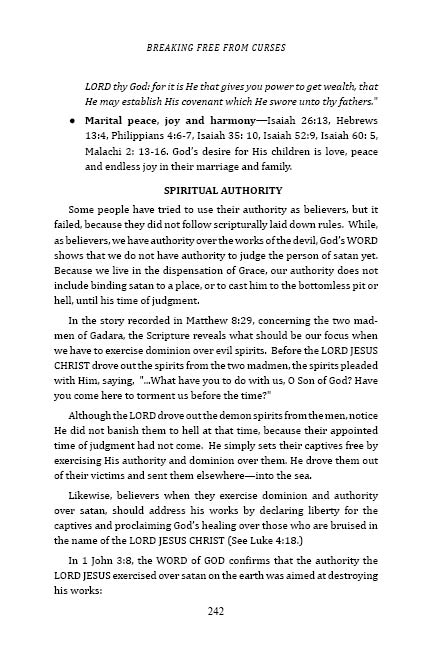 BREAKING FREE FROM CURSES
LORD thy God: for it is He that gives you power to get wealth, that
He may establish His covenant which He swore unto thy fathers."
● Marital peace, joy and harmony—Isaiah 26:13, Hebrews
13:4, Philippians 4:6-7, Isaiah 35: 10, Isaiah 52:9, Isaiah 60: 5,
Malachi 2: 13-16. God's desire for His children is love, peace
and endless joy in their marriage and family.
SPIRITUAL AUTHORITY
Some people have tried to use their authority as believers, but it
failed, because they did not follow scripturally laid down rules. While,
as believers, we have authority over the works of the devil, God's WORD
shows that we do not have authority to judge the person of satan yet.
Because we live in the dispensation of Grace, our authority does not
include binding satan to a place, or to cast him to the bottomless pit or
hell, until his time of judgment.
In the story recorded in Matthew 8:29, concerning the two mad-
men of Gadara, the Scripture reveals what should be our focus when
we have to exercise dominion over evil spirits. Before the LORD JESUS
CHRIST drove out the spirits from the two madmen, the spirits pleaded
with Him, saying, "...What have you to do with us, O Son of God? Have
you come here to torment us before the time?"
Although the LORD drove out the demon spirits from the men, notice
He did not banish them to hell at that time, because their appointed
time of judgment had not come. He simply sets their captives free by
exercising His authority and dominion over them. He drove them out
of their victims and sent them elsewhere—into the sea.
Likewise, believers when they exercise dominion and authority
over satan, should address his works by declaring liberty for the
captives and proclaiming God's healing over those who are bruised in
the name of the LORD JESUS CHRIST (See Luke 4:18.)
In 1 John 3:8, the WORD of GOD confirms that the authority the
LORD JESUS exercised over satan on the earth was aimed at destroying
his works:
242